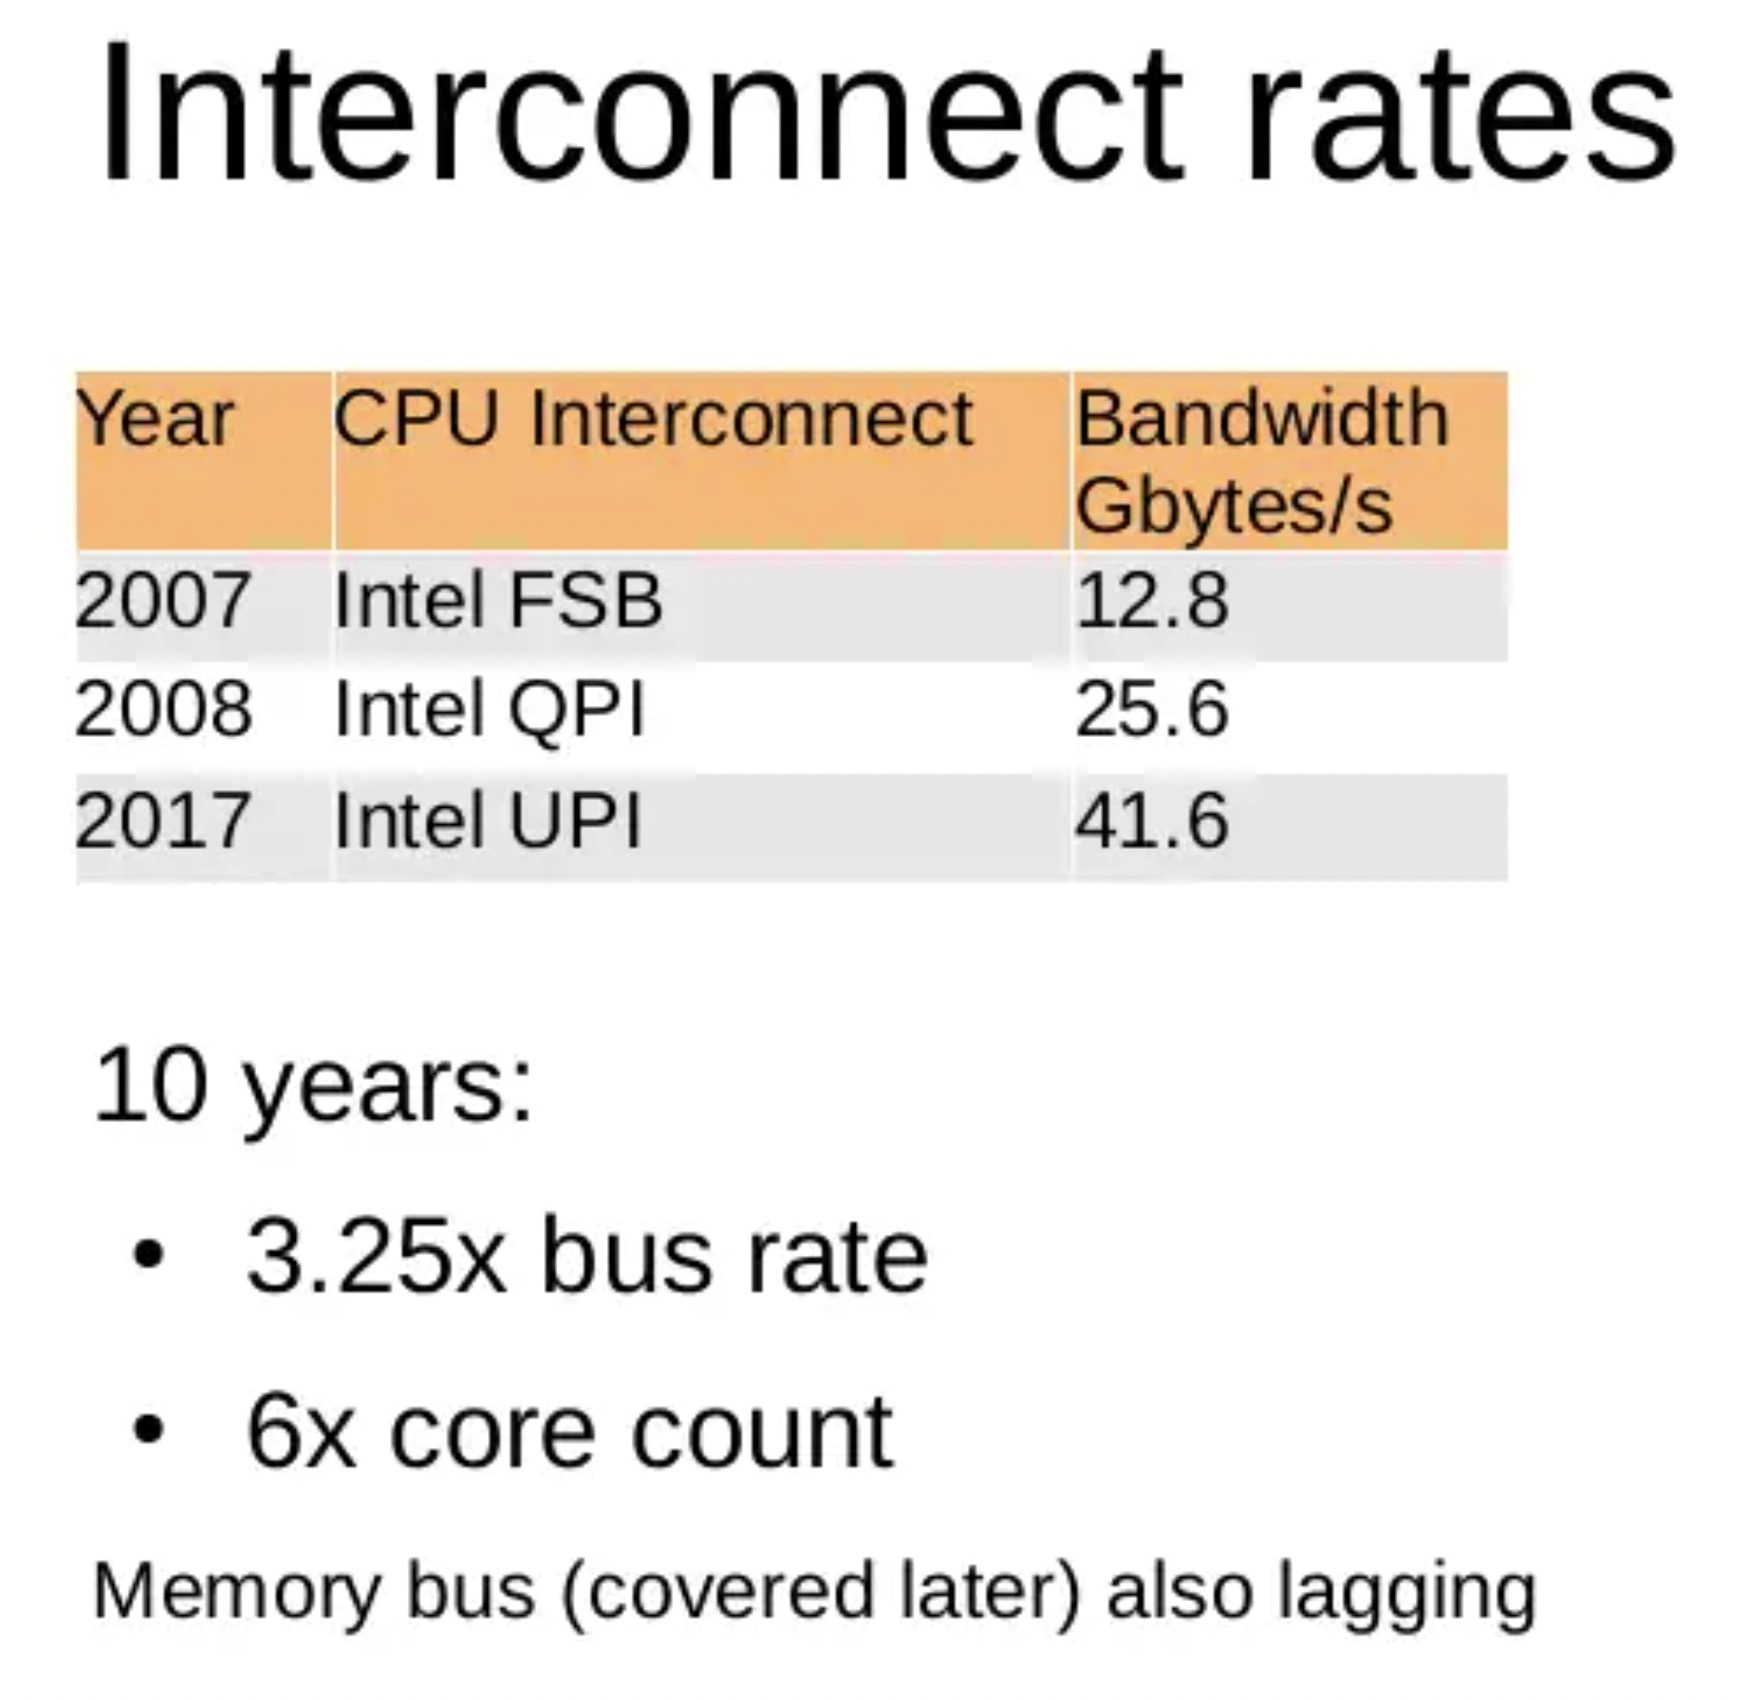 Interconnect rates
Year CPU Interconnect Bandwidth
Gbytes/s
2007 Intel FSB 12.8
2008 Intel QPI 25.6
2017 Intel UPI 41.6
10 years:
• 3.25x bus rate
• 6x core count
Memory bus (covered later) also lagging